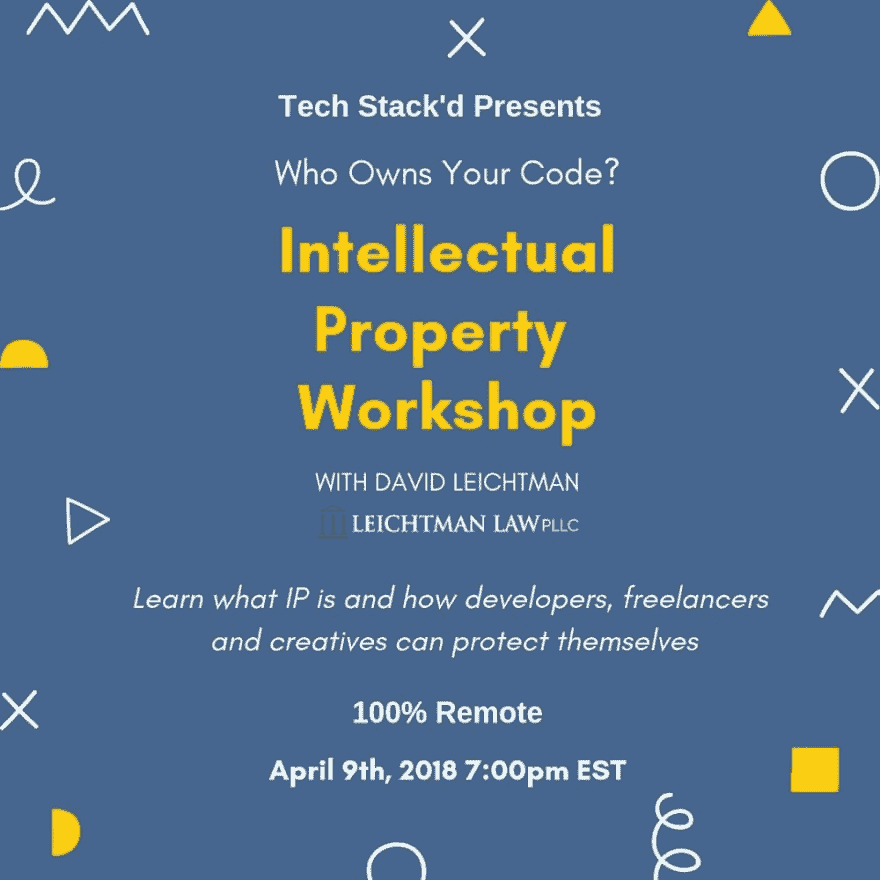 Tech Stack'd Presents
Who Owns Your Code?
Intellectual
Property
Workshop
WITH DAVID LEICHTMAN
LEICHTMAN LAW PLLC
Learn what IP is and how developers, freelancers
and creatives can protect themselves
100% Remote
April 9th, 2018 7:00pm EST